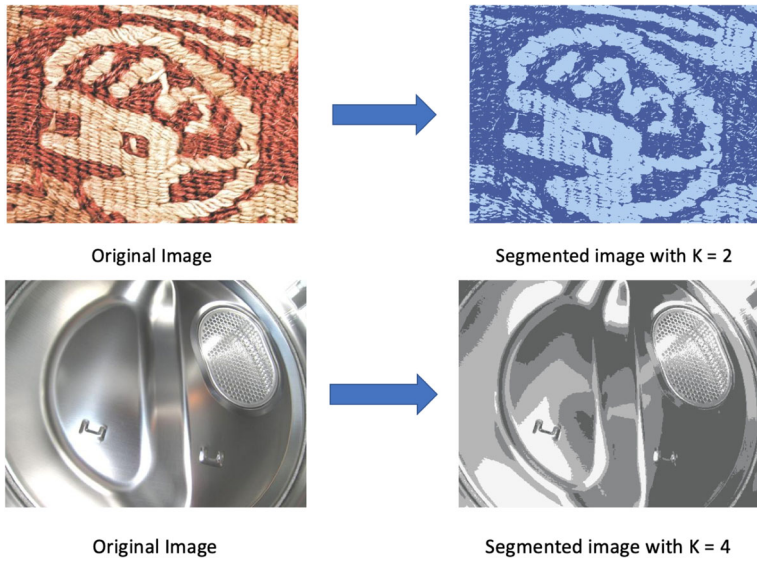 Original Image
Segmented image with K = 2
Original Image
Segmented image with K = 4